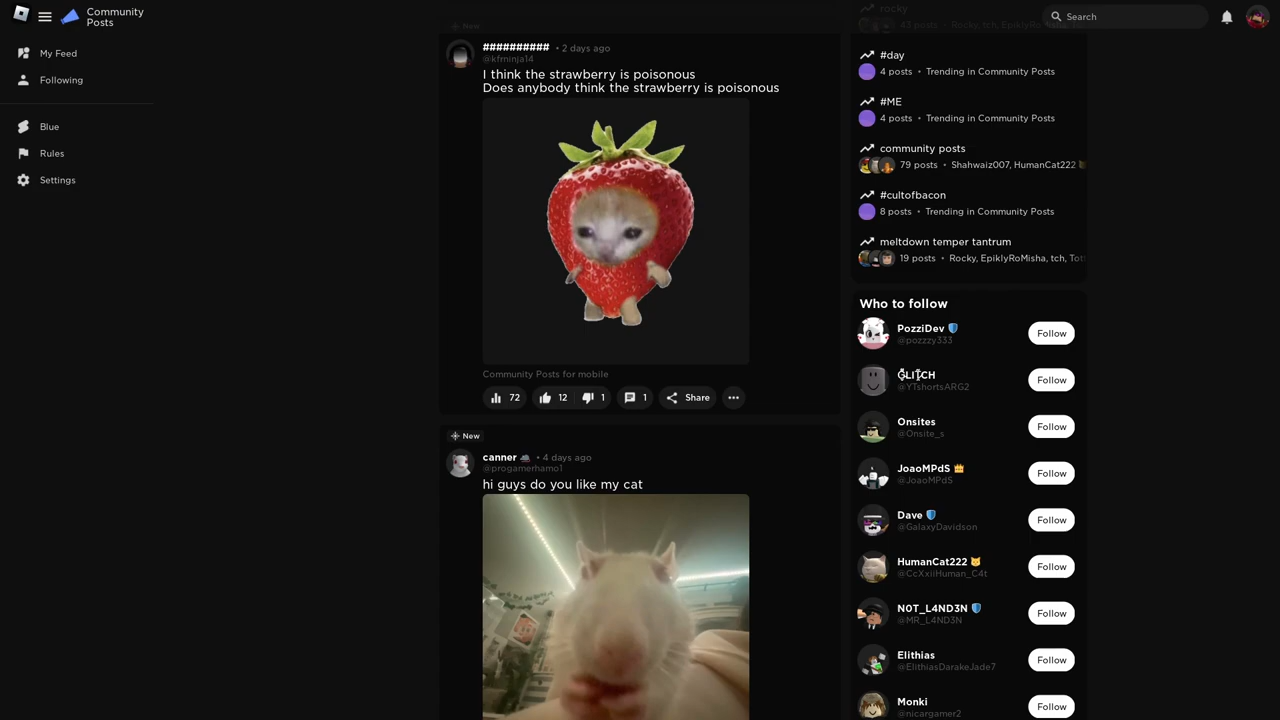 Community
Posts
Search
My Feed
Following
Blue
Rules
Settings
New
########## • 2 days ago
@kfrninja14
I think the strawberry is poisonous
Does anybody think the strawberry is poisonous
Community Posts for mobile
72
12
1
1
Share
New
canner • 4 days ago
@progamerhamo1
hi guys do you like my cat
rocky
43 posts • Rocky, tch, EpiklyRoMisha, tch
#day
4 posts • Trending in Community Posts
#ME
4 posts • Trending in Community Posts
community posts
79 posts • Shahwaiz007, HumanCat222
#cultofbacon
8 posts • Trending in Community Posts
meltdown temper tantrum
19 posts • Rocky, EpiklyRoMisha, tch, Tot
Who to follow
PozziDev
@pozzzy333
Follow
GLITCH
@YTshortsARG2
Follow
Onsites
@Onsite_s
Follow
JoaoMPdS
@JoaoMPdS
Follow
Dave
@GalaxyDavidson
Follow
HumanCat222
@CcXxiiHuman_C4t
Follow
N0T_L4ND3N
@MR_L4ND3N
Follow
Elithias
@ElithiasDarakeJade7
Follow
Monki
@nicargamer2
Follow